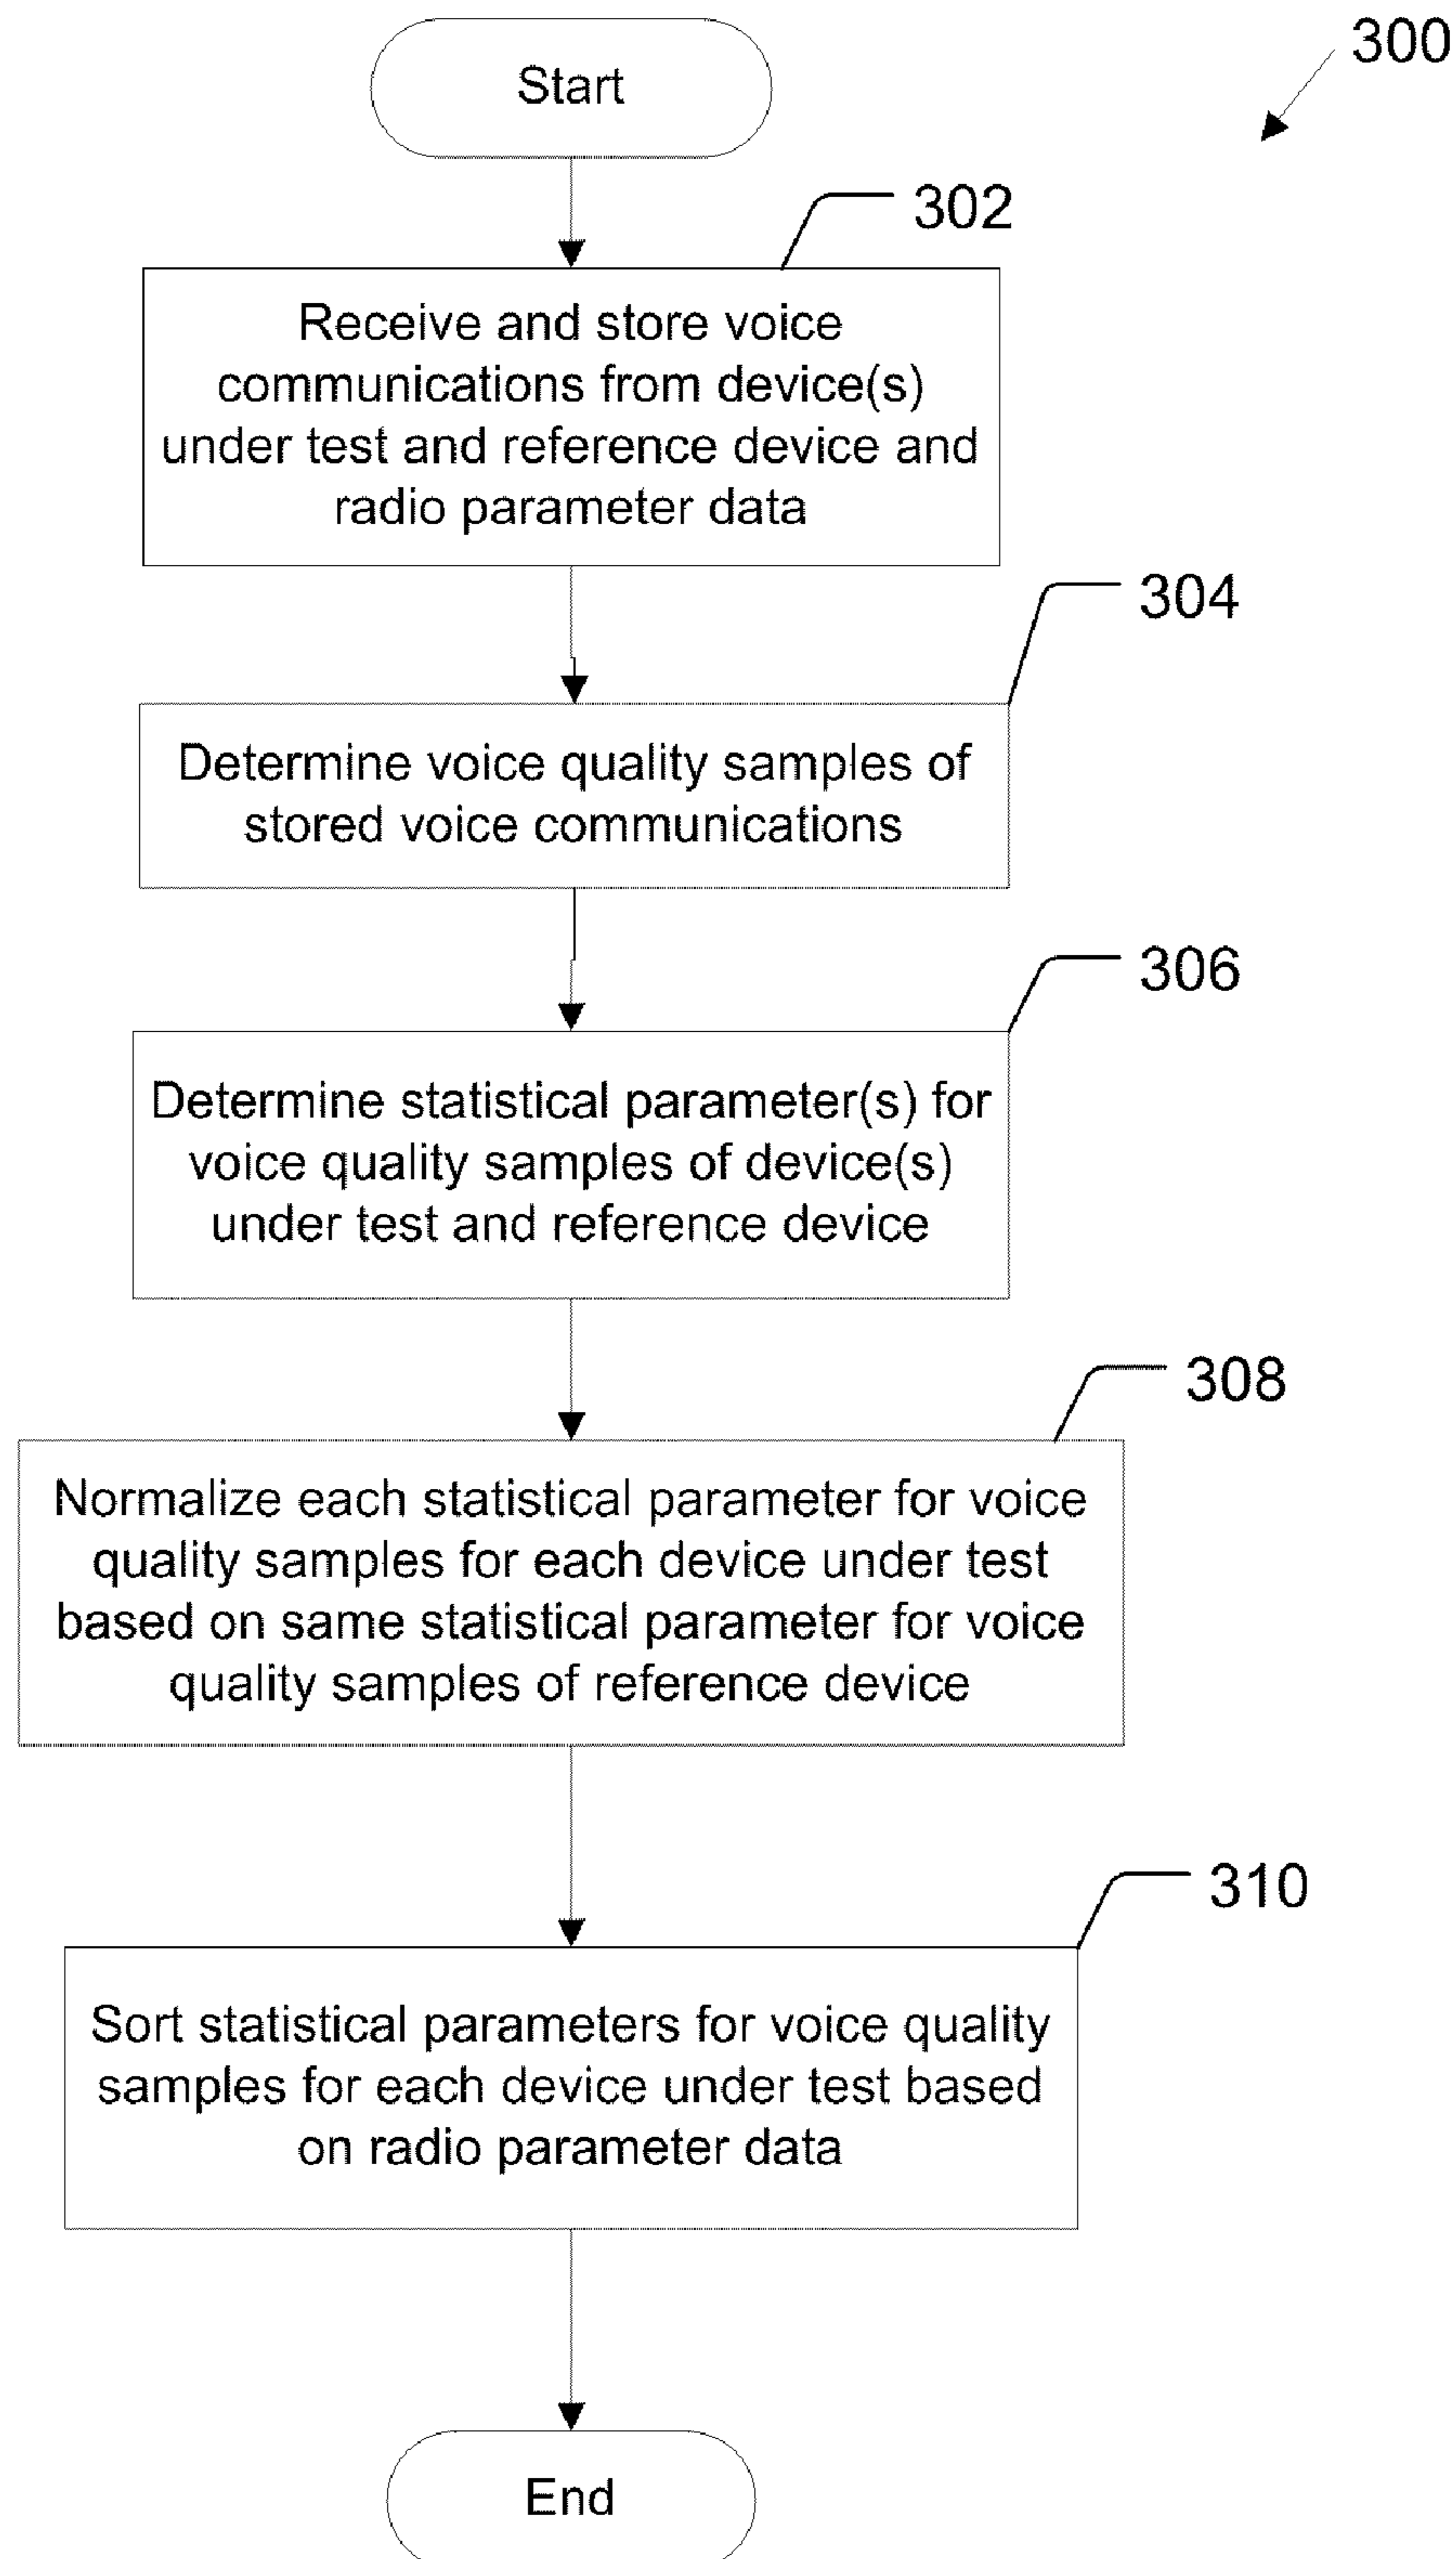 300
Start
302
Receive and store voice
communications from device(s)
under test and reference device and
radio parameter data
304
Determine voice quality samples of
stored voice communications
306
Determine statistical parameter(s) for
voice quality samples of device(s)
under test and reference device
308
Normalize each statistical parameter for voice
quality samples for each device under test
based on same statistical parameter for voice
quality samples of reference device
310
Sort statistical parameters for voice quality
samples for each device under test based
on radio parameter data
End